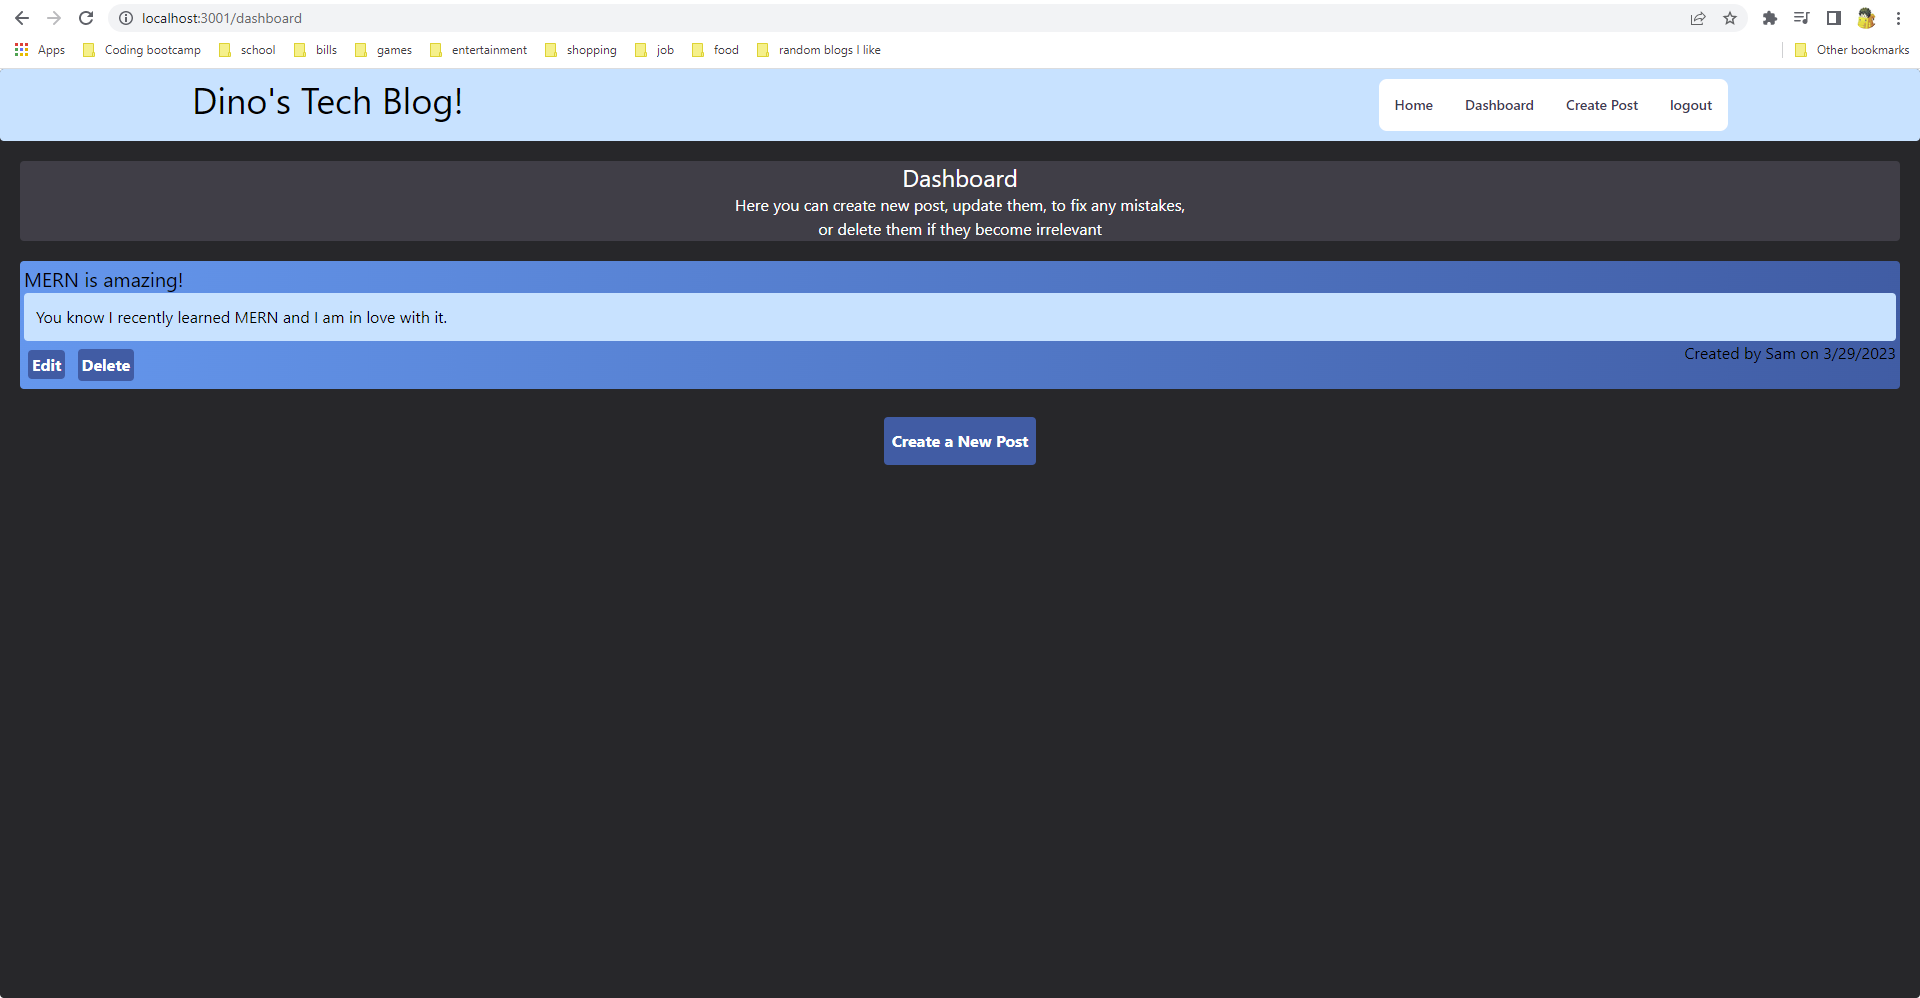 localhost:3001/dashboard
Apps Coding bootcamp school bills games entertainment shopping job food random blogs I like Other bookmarks
Dino's Tech Blog! Home Dashboard Create Post logout
Dashboard
Here you can create new post, update them, to fix any mistakes,
or delete them if they become irrelevant
MERN is amazing!
You know I recently learned MERN and I am in love with it.
Edit Delete Created by Sam on 3/29/2023
Create a New Post